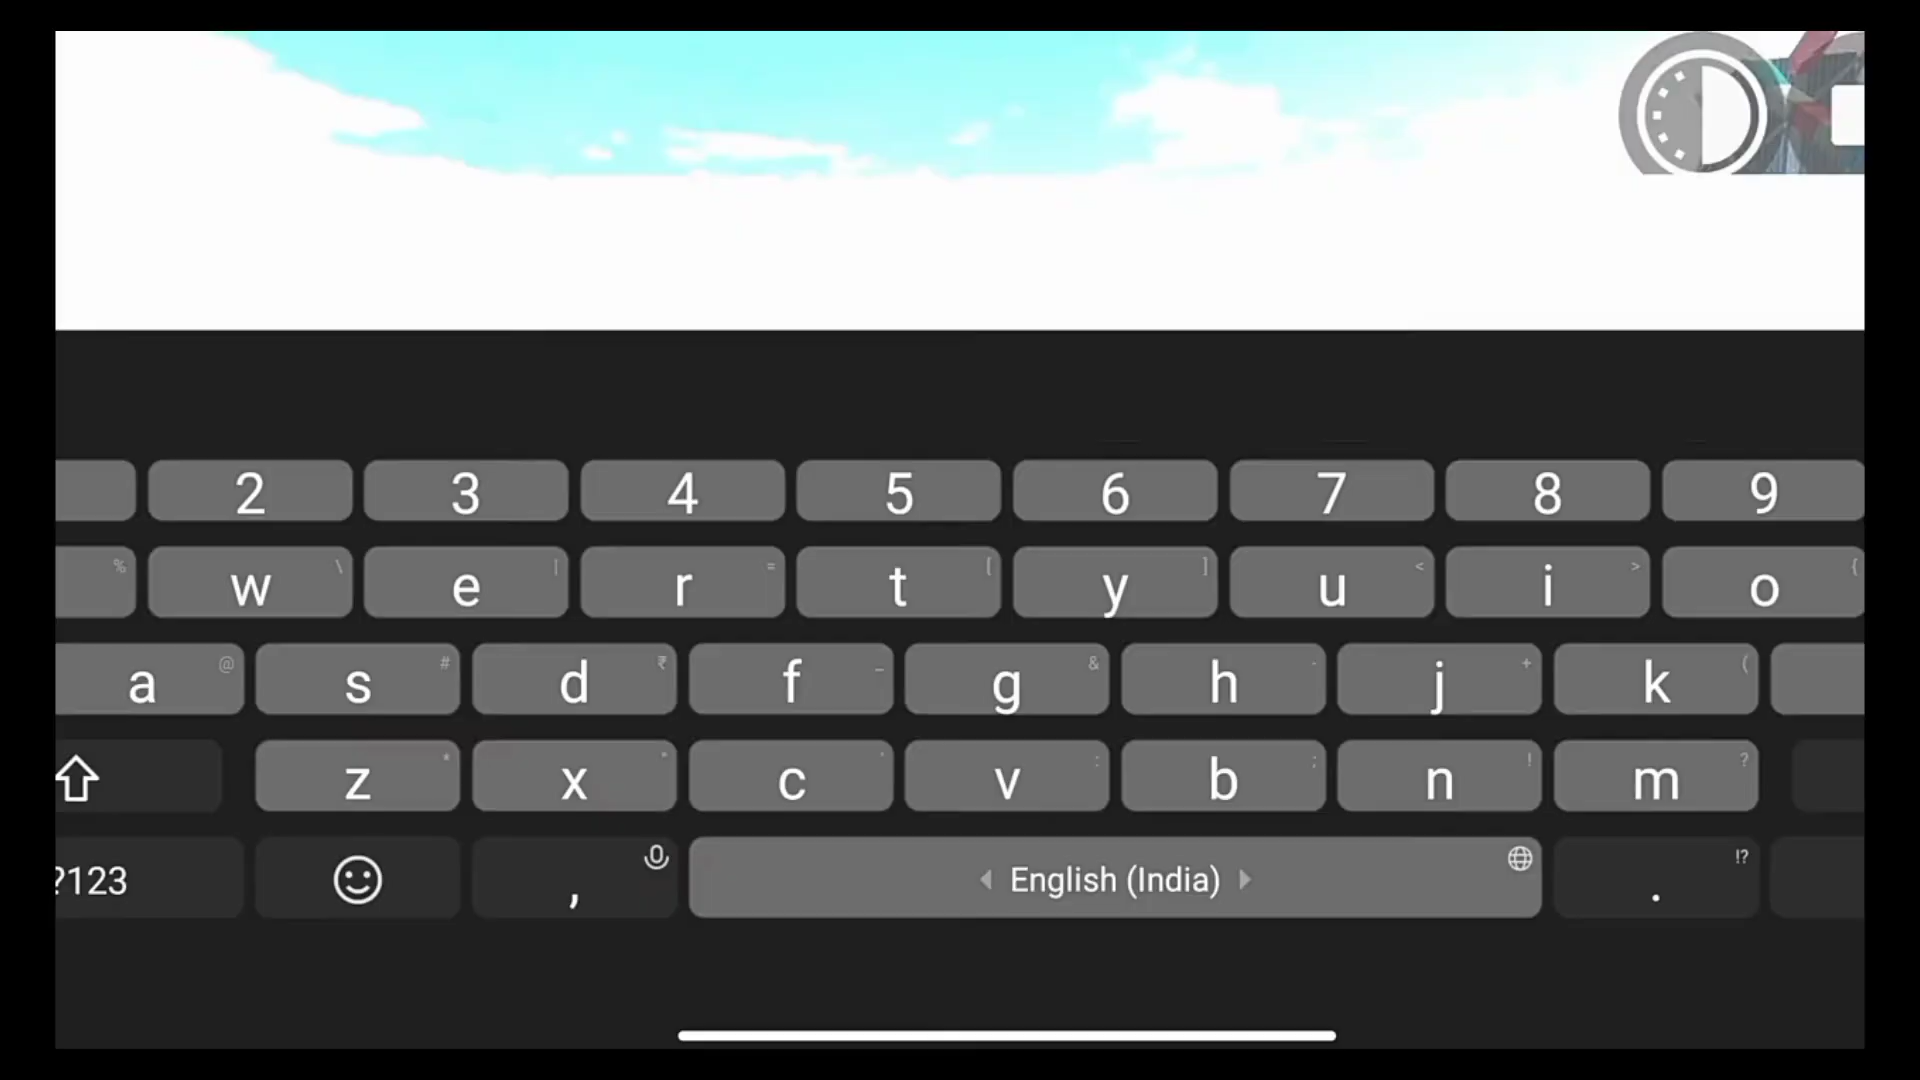 2 3 4 5 6 7 8 9
% w \ e | r = t [ y ] u < i > o {
a @ s # d ₹ f _ g & h - j + k (
z * x " c ' v : b ; n ! m ?
?123 , English (India) . !?